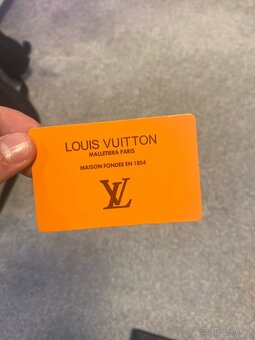 LOUIS VUITTON
MALLETIERA PARIS
MAISON FONDEE EN 1854
LV